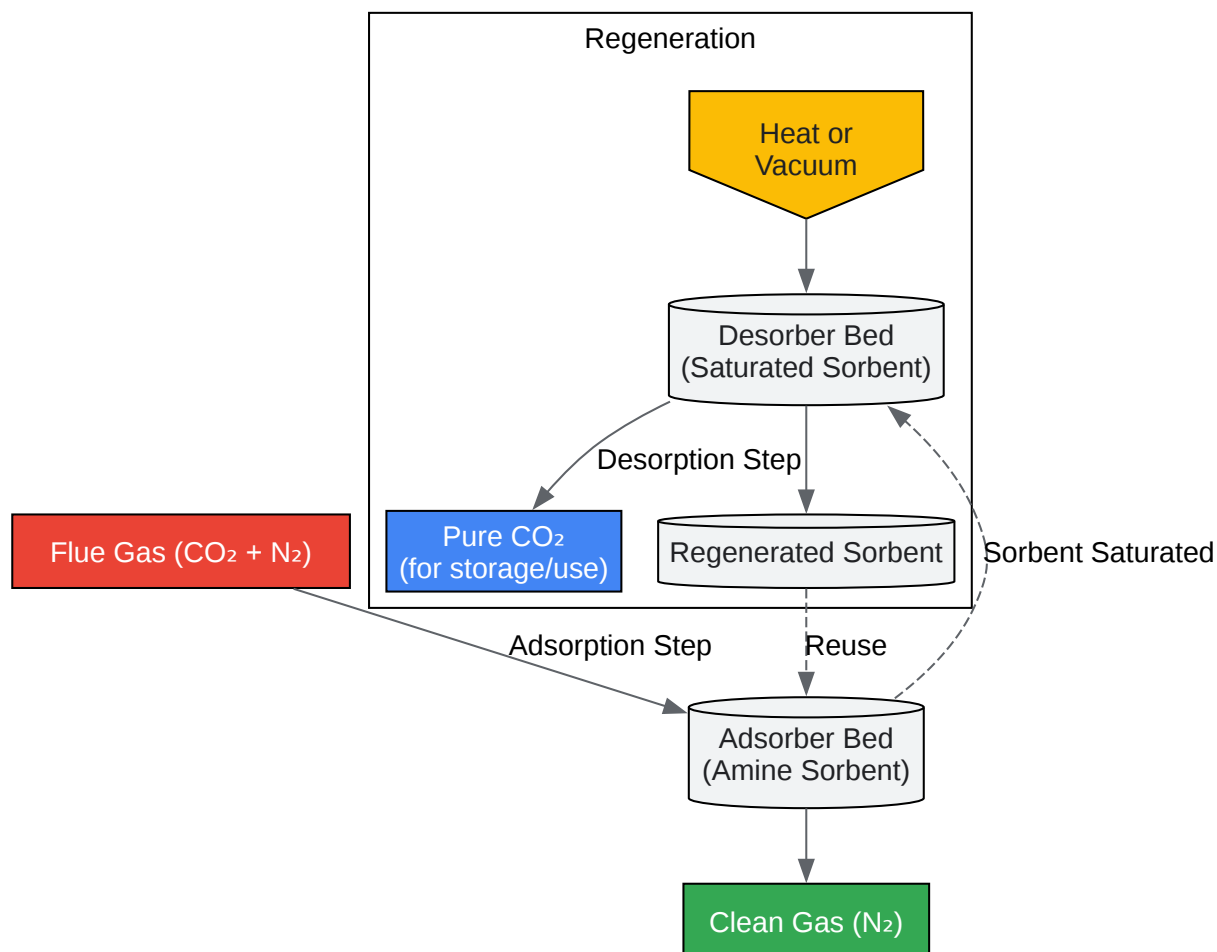 Regeneration
Heat or
Vacuum
Desorber Bed
(Saturated Sorbent)
Desorption Step
Flue Gas (CO₂ + N₂)
Pure CO₂
(for storage/use)
Regenerated Sorbent
Sorbent Saturated
Adsorption Step
Reuse
Adsorber Bed
(Amine Sorbent)
Clean Gas (N₂)